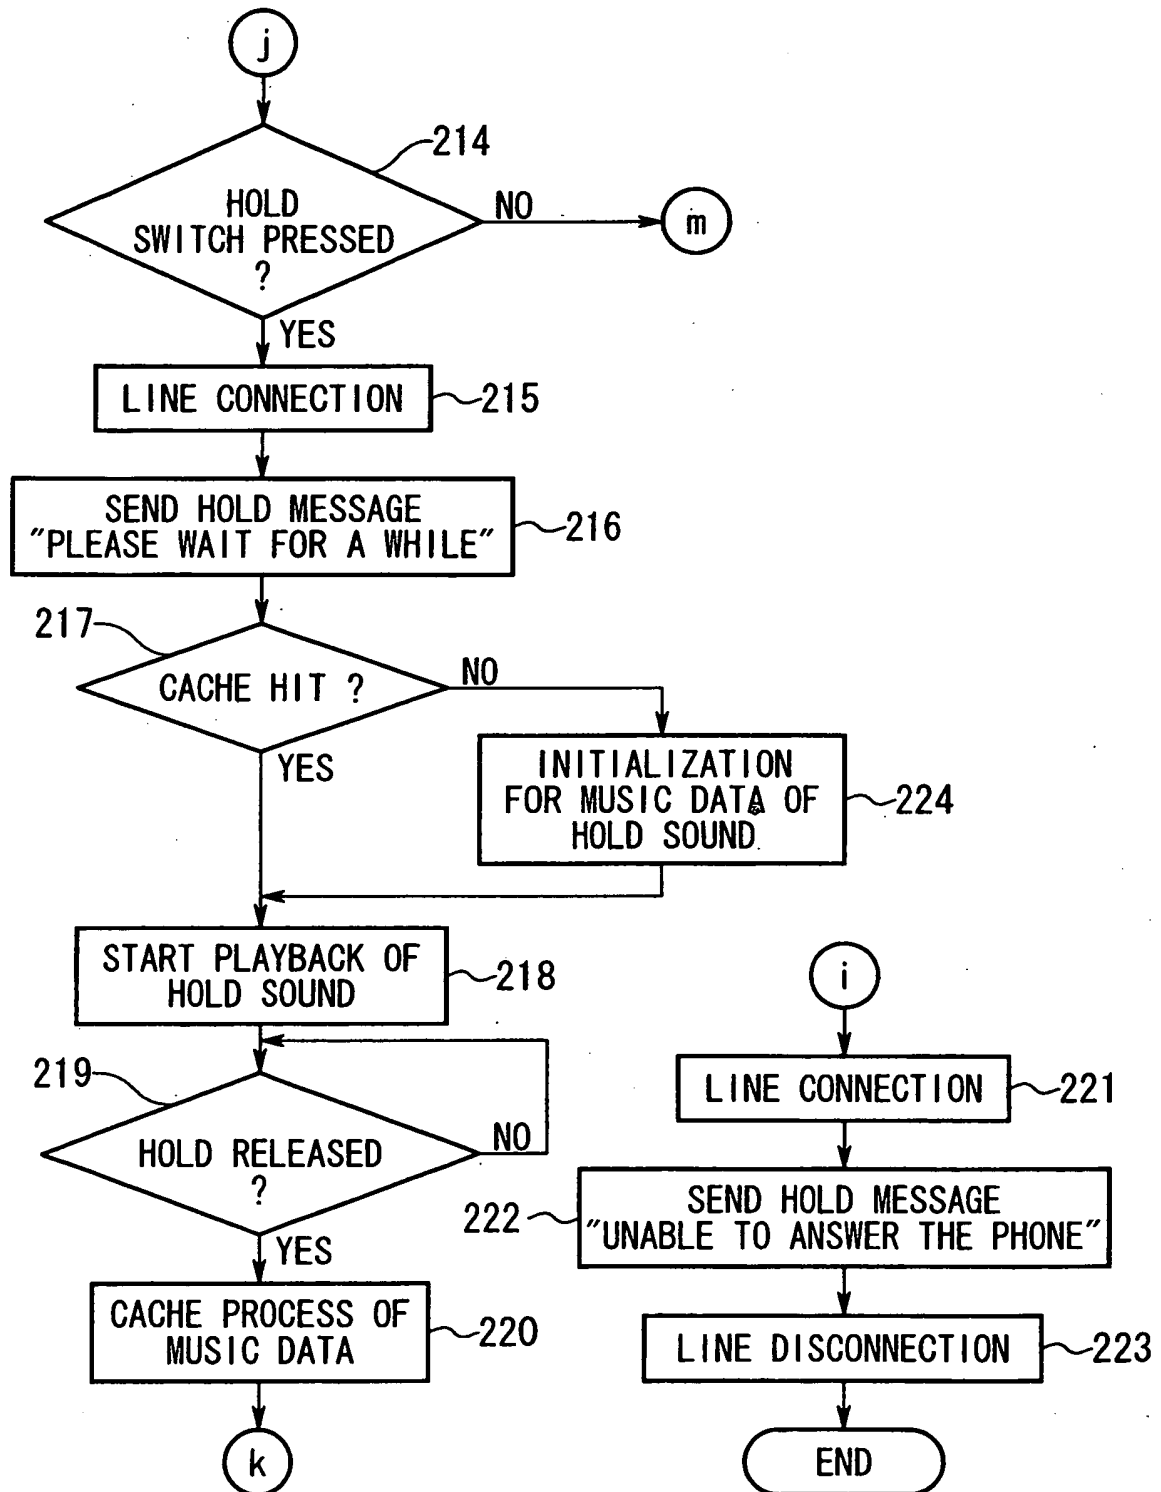 j
214
HOLD
SWITCH PRESSED
?
NO
m
YES
LINE CONNECTION
215
SEND HOLD MESSAGE
"PLEASE WAIT FOR A WHILE"
216
217
CACHE HIT ?
NO
YES
INITIALIZATION
FOR MUSIC DATA OF
HOLD SOUND
224
START PLAYBACK OF
HOLD SOUND
218
219
HOLD RELEASED
?
NO
YES
CACHE PROCESS OF
MUSIC DATA
220
k
i
LINE CONNECTION
221
222
SEND HOLD MESSAGE
"UNABLE TO ANSWER THE PHONE"
LINE DISCONNECTION
223
END